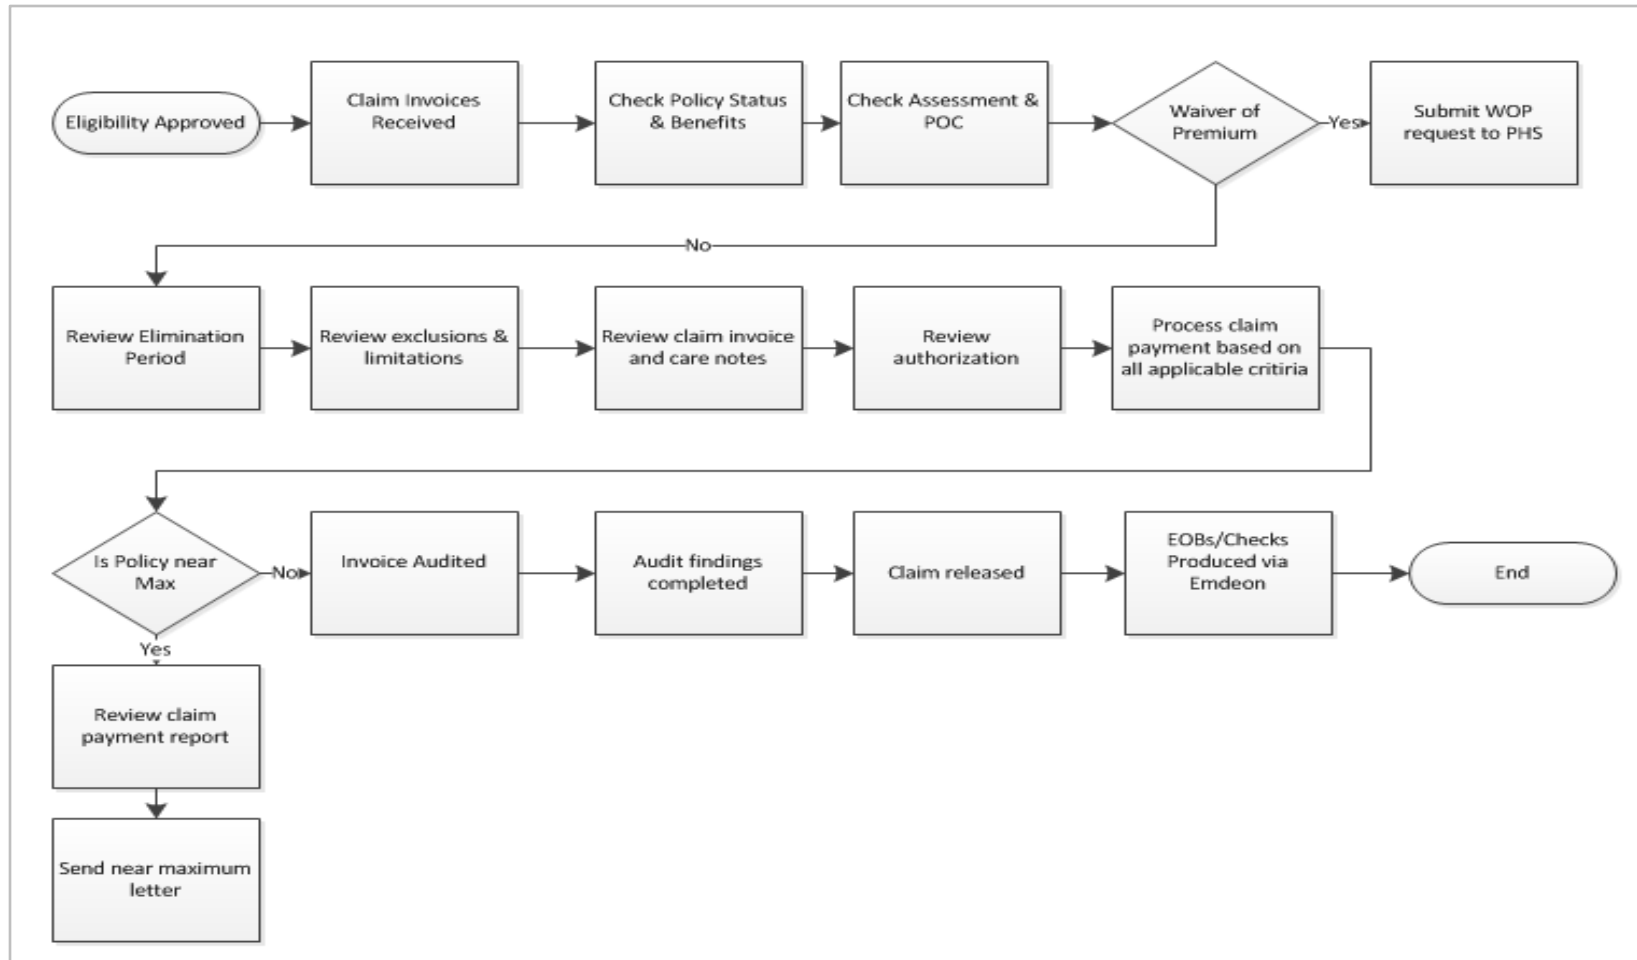 Eligibility Approved
Claim Invoices
Received
Check Policy Status
& Benefits
Check Assessment &
POC
Waiver of
Premium
Yes
Submit WOP
request to PHS
No
Review Elimination
Period
Review exclusions &
limitations
Review claim invoice
and care notes
Review
authorization
Process claim
payment based on
all applicable critiria
Is Policy near
Max
No
Invoice Audited
Audit findings
completed
Claim released
EOBs/Checks
Produced via
Emdeon
End
Yes
Review claim
payment report
Send near maximum
letter